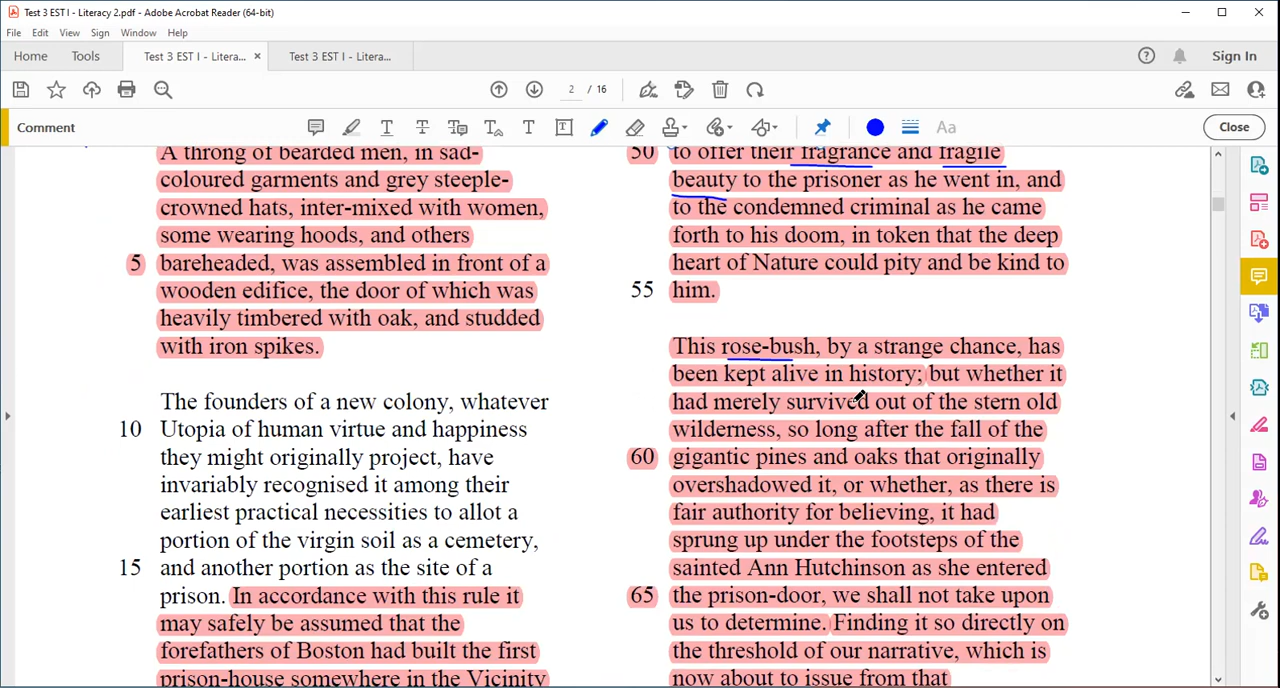 Test 3 EST I - Literacy 2.pdf - Adobe Acrobat Reader (64-bit)
File Edit View Sign Window Help
Home Tools Test 3 EST I - Litera... × Test 3 EST I - Litera... Sign In
2 / 16
Comment Aa Close
A throng of bearded men, in sad-
coloured garments and grey steeple-
crowned hats, inter-mixed with women,
some wearing hoods, and others
5 bareheaded, was assembled in front of a
wooden edifice, the door of which was
heavily timbered with oak, and studded
with iron spikes.
The founders of a new colony, whatever
10 Utopia of human virtue and happiness
they might originally project, have
invariably recognised it among their
earliest practical necessities to allot a
portion of the virgin soil as a cemetery,
15 and another portion as the site of a
prison. In accordance with this rule it
may safely be assumed that the
forefathers of Boston had built the first
prison-house somewhere in the Vicinity
50 to offer their fragrance and fragile
beauty to the prisoner as he went in, and
to the condemned criminal as he came
forth to his doom, in token that the deep
heart of Nature could pity and be kind to
55 him.
This rose-bush, by a strange chance, has
been kept alive in history; but whether it
had merely survived out of the stern old
wilderness, so long after the fall of the
60 gigantic pines and oaks that originally
overshadowed it, or whether, as there is
fair authority for believing, it had
sprung up under the footsteps of the
sainted Ann Hutchinson as she entered
65 the prison-door, we shall not take upon
us to determine. Finding it so directly on
the threshold of our narrative, which is
now about to issue from that